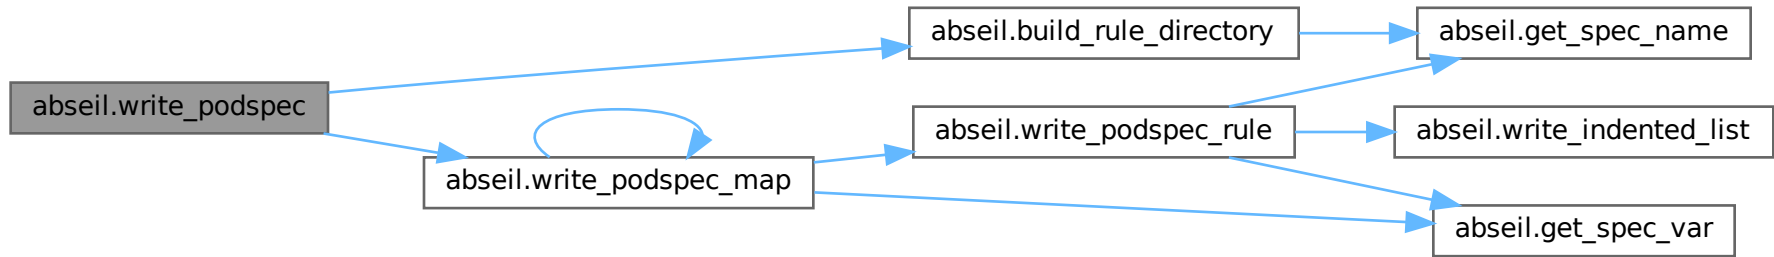 abseil.write_podspec
abseil.build_rule_directory
abseil.get_spec_name
abseil.write_podspec_map
abseil.write_podspec_rule
abseil.write_indented_list
abseil.get_spec_var